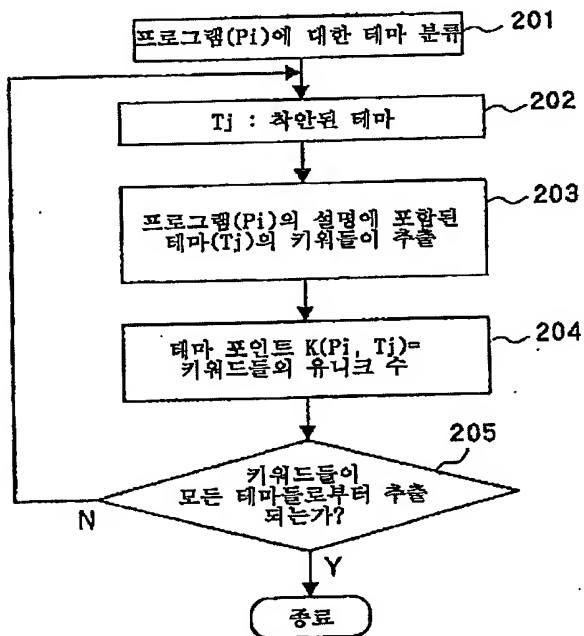 프로그램(Pi)에 대한 테마 분류
201
Tj : 착안된 테마
202
프로그램(Pi)의 설명에 포함된
테마(Tj)의 키워들이 추출
203
테마 포인트 K(Pi, Tj)=
키워드들의 유니크 수
204
205
키워드들이
모든 테마들로부터 추출
되는가?
N
Y
종료